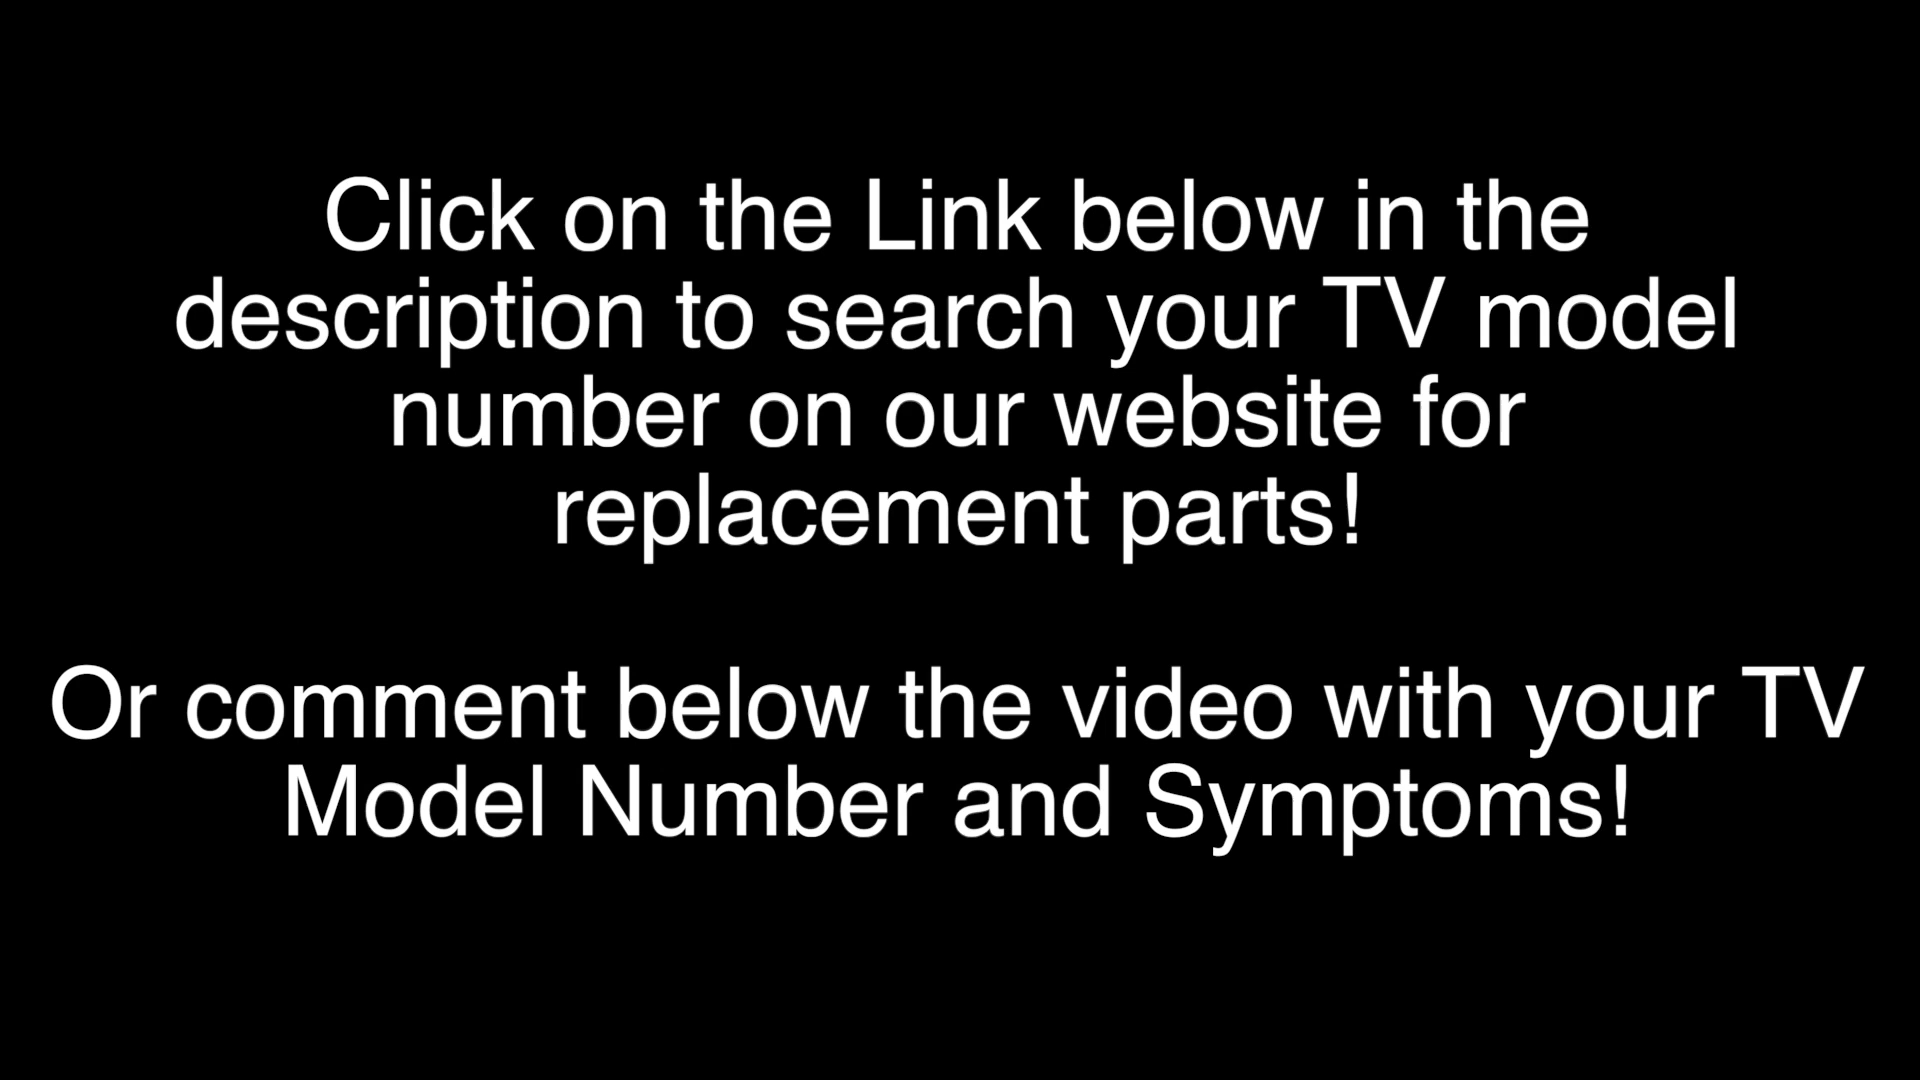 Click on the Link below in the
description to search your TV model
number on our website for
replacement parts!
Or comment below the video with your TV
Model Number and Symptoms!